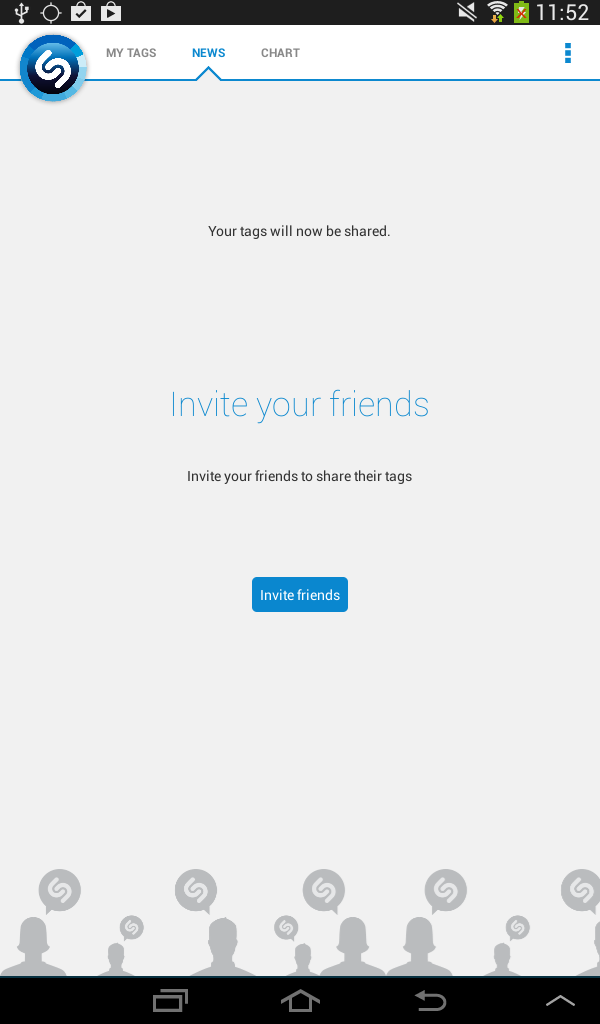 11:52
MY TAGS
NEWS
CHART
Your tags will now be shared.
Invite your friends
Invite your friends to share their tags
Invite friends